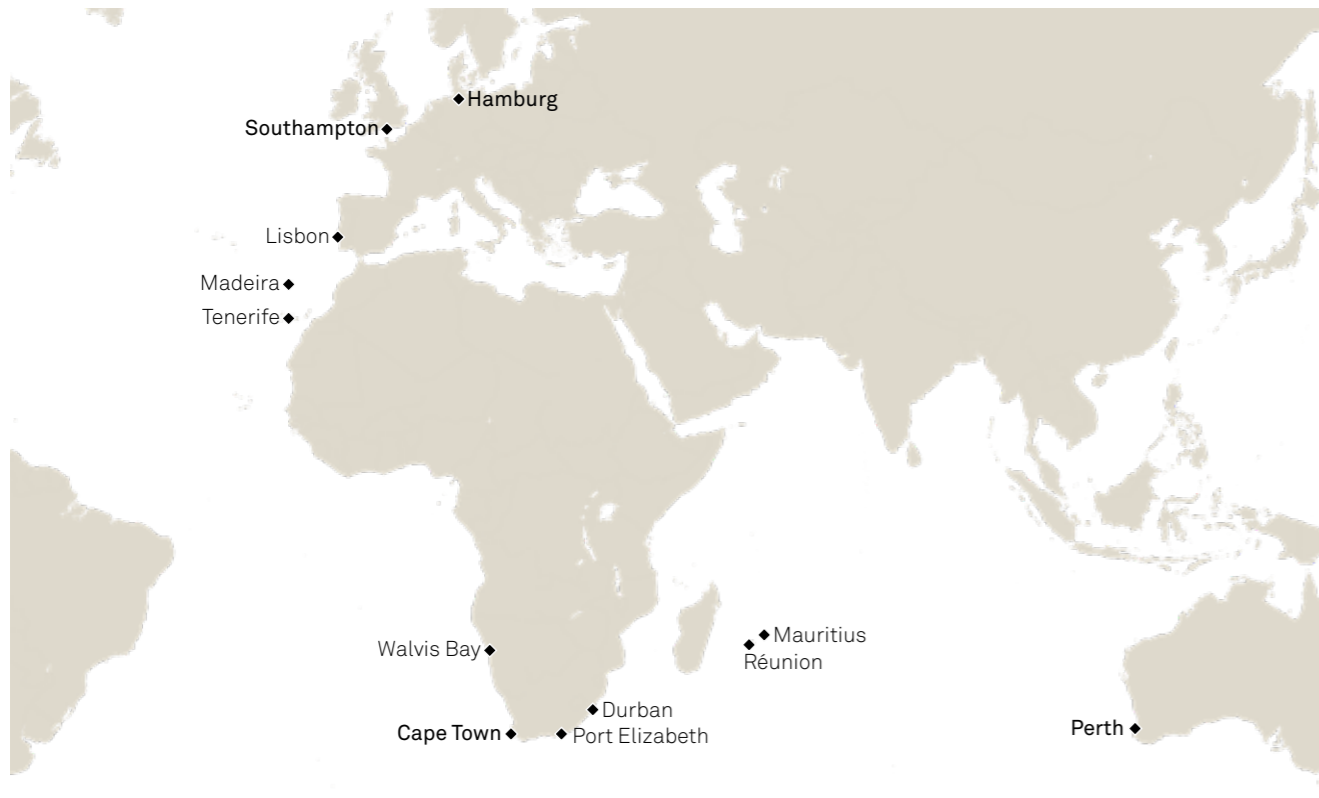 Hamburg
Southampton
Lisbon
Madeira
Tenerife
Mauritius
Walvis Bay
Réunion
Durban
Cape Town
Port Elizabeth
Perth